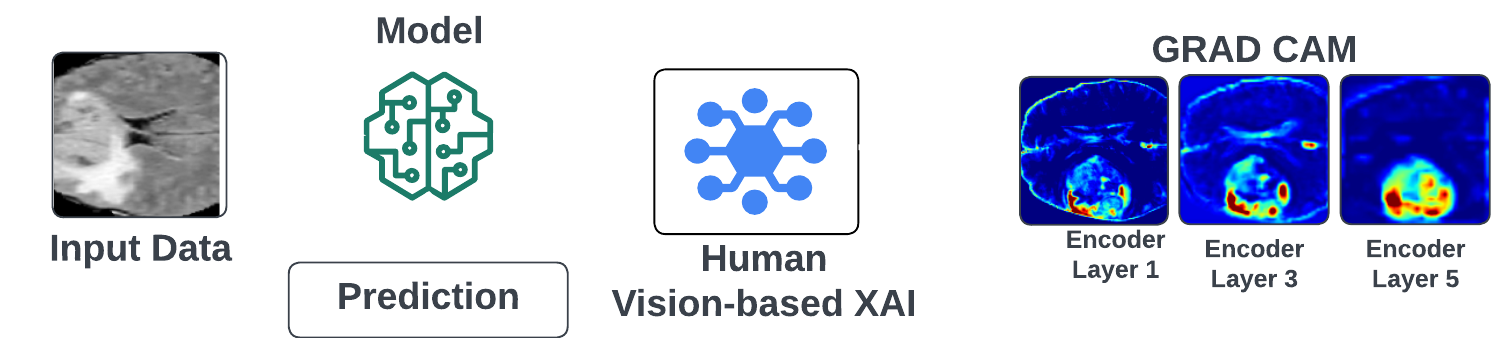 Model
GRAD CAM
Input Data
Encoder
Layer 1
Encoder
Layer 3
Encoder
Layer 5
Human
Vision-based XAI
Prediction